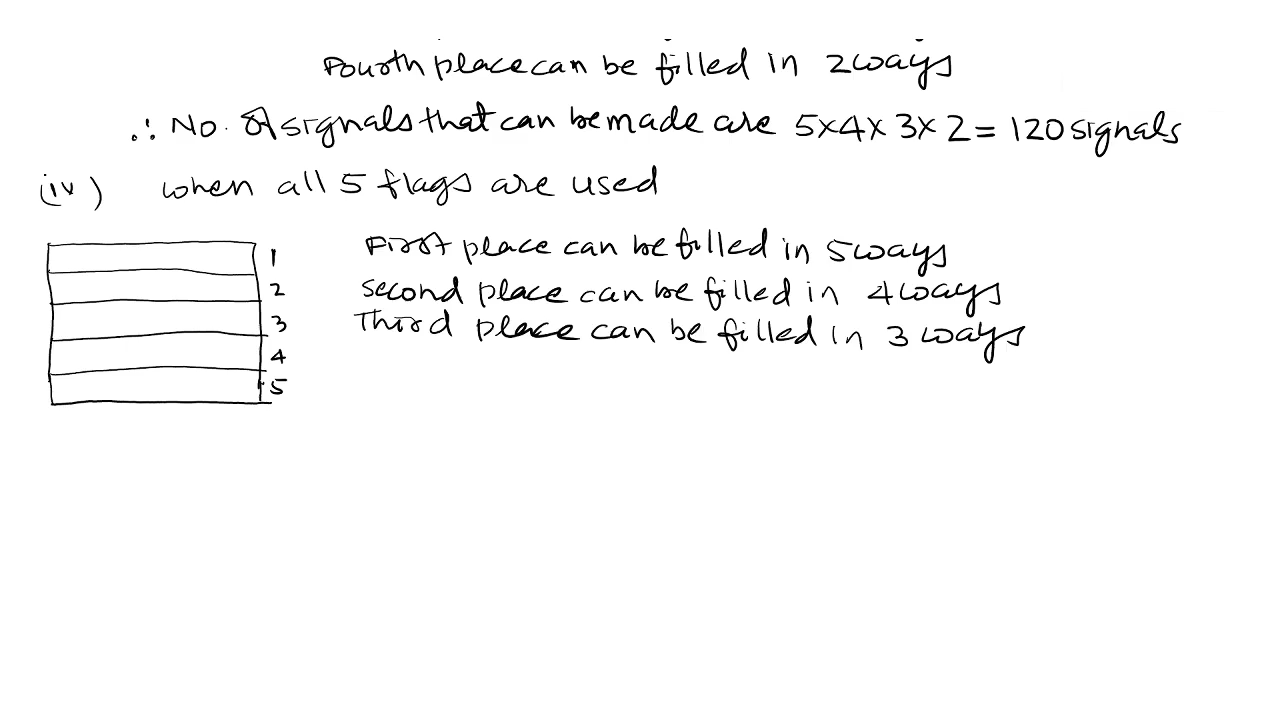 Fourth place can be filled in 2 ways
∴ No. of signals that can be made are 5×4×3×2 = 120 signals
(iv) when all 5 flags are used
1
2
3
4
5
First place can be filled in 5 ways
second place can be filled in 4 ways
Third place can be filled in 3 ways